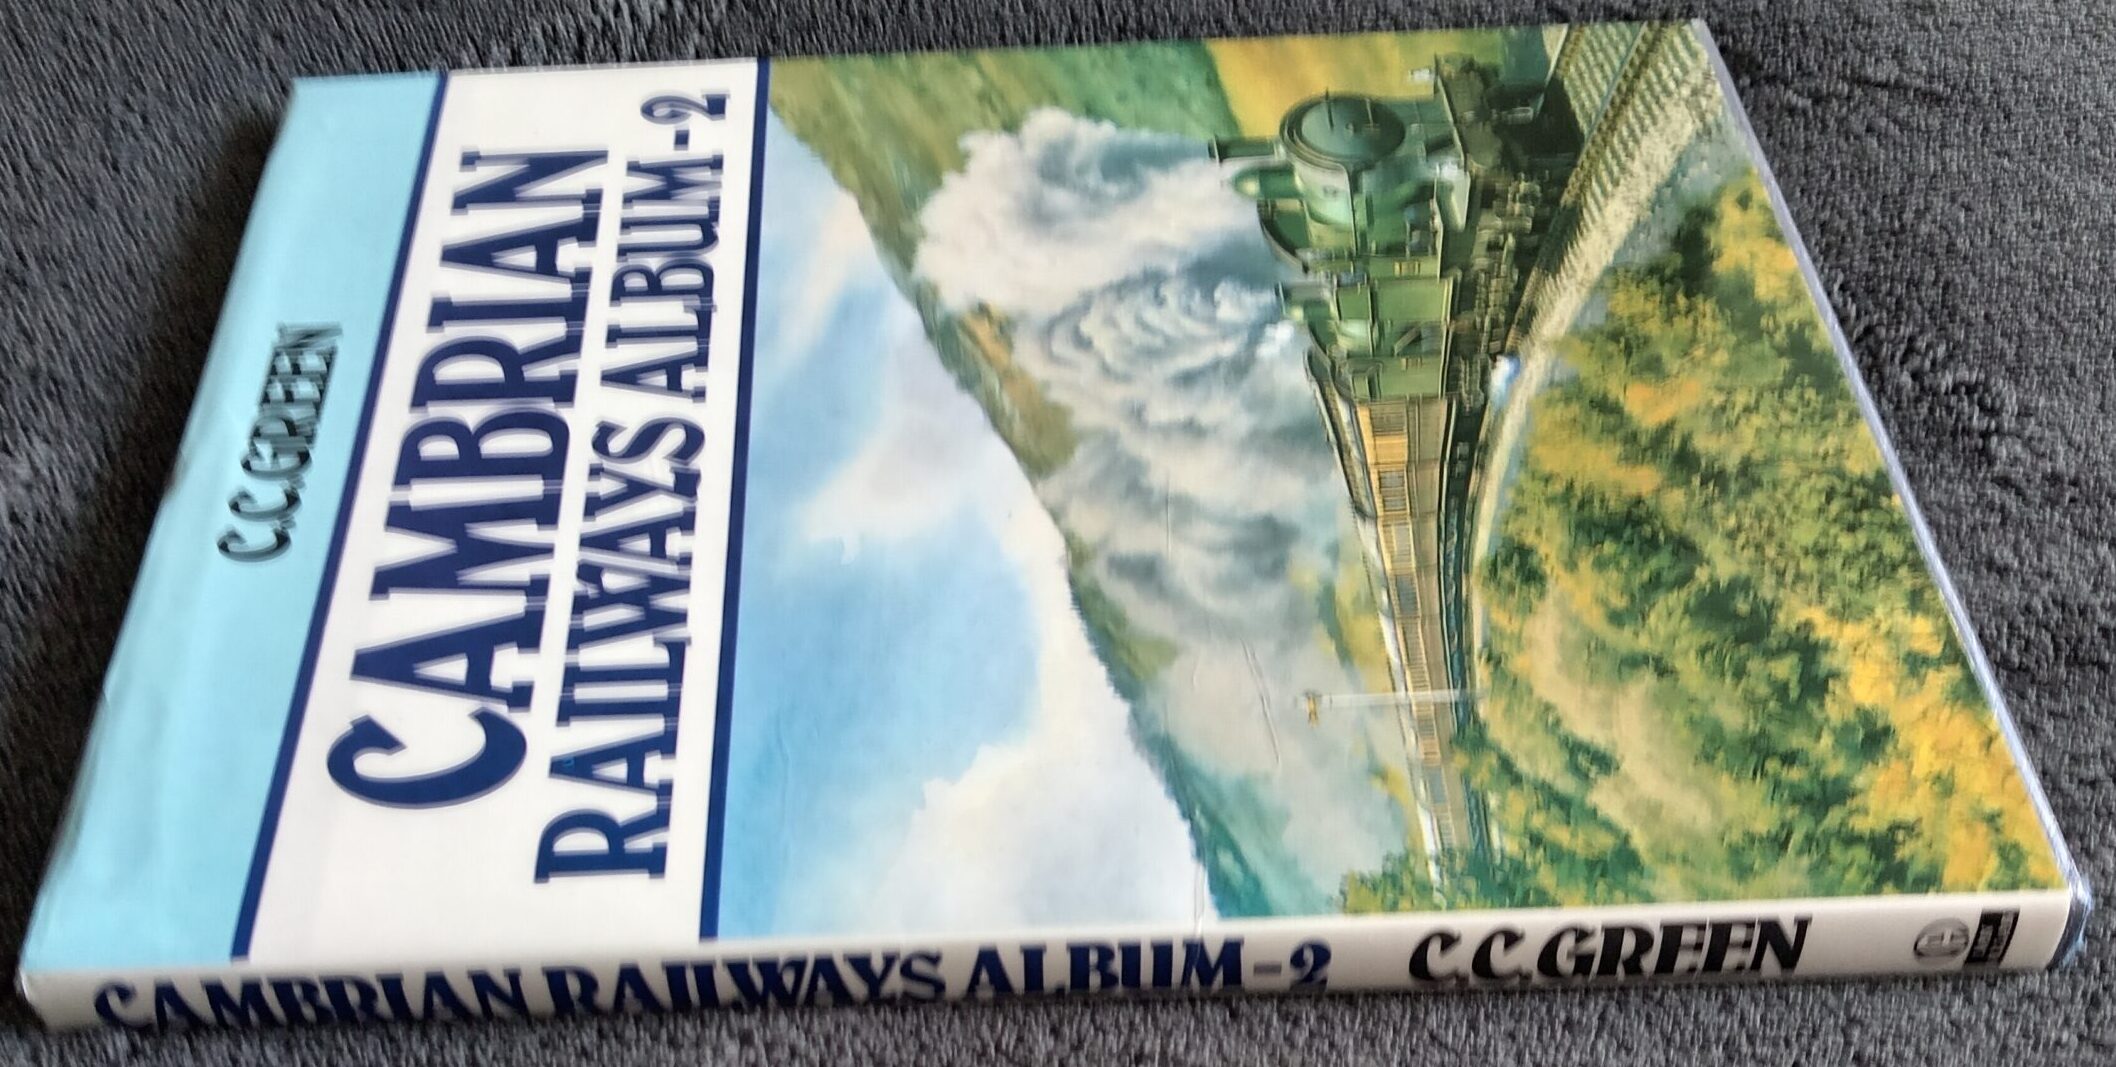 C.C.GREEN
CAMBRIAN
RAILWAYS ALBUM-2
CAMBRIAN RAILWAYS ALBUM-2 C.C.GREEN